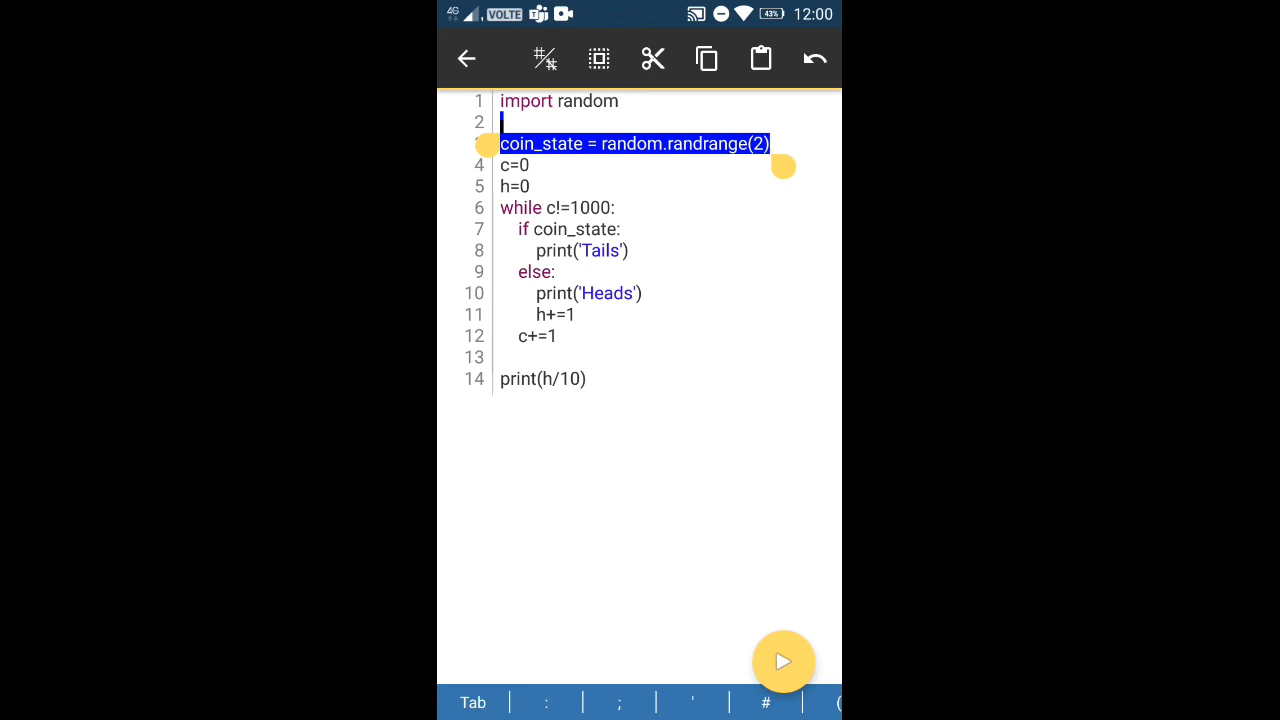 4G VOLTE 43% 12:00
1 import random
2
coin_state = random.randrange(2)
4 c=0
5 h=0
6 while c!=1000:
7 if coin_state:
8 print('Tails')
9 else:
10 print('Heads')
11 h+=1
12 c+=1
13
14 print(h/10)
Tab : ; ' # (